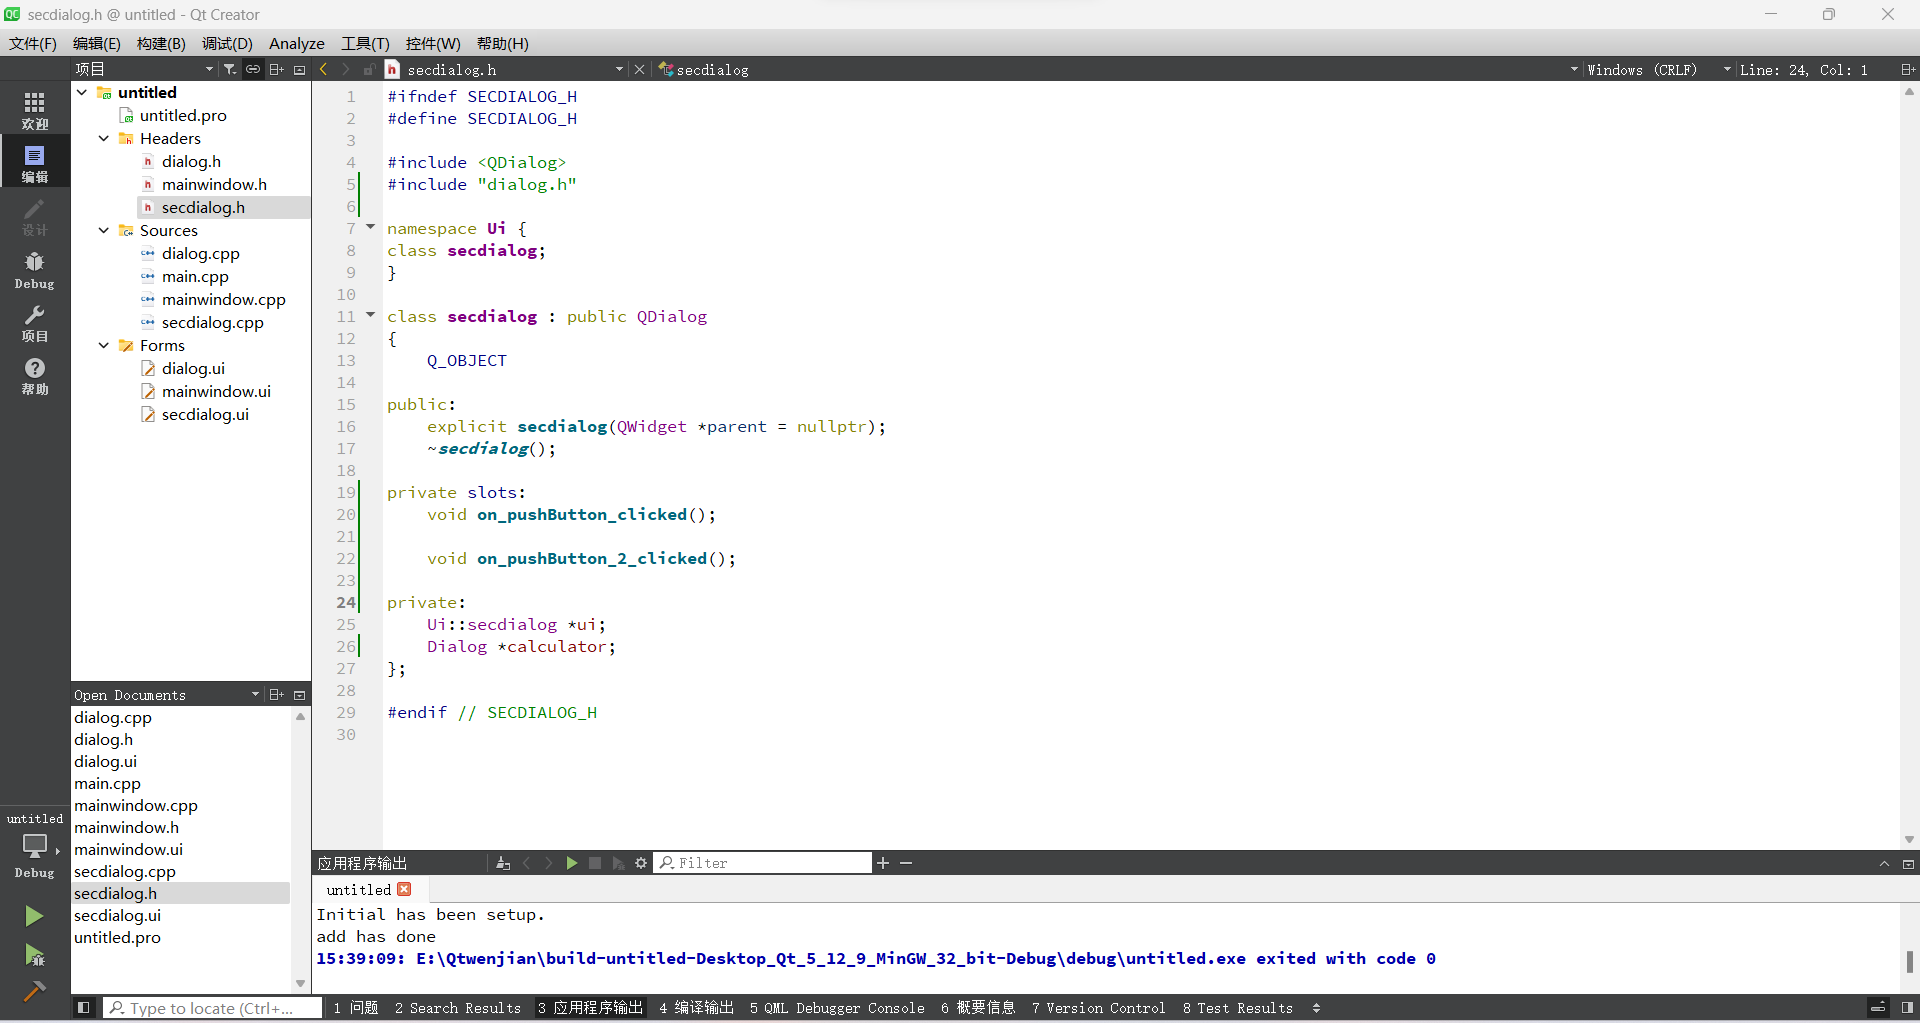 secdialog.h @ untitled - Qt Creator
文件(F) 编辑(E) 构建(B) 调试(D) Analyze 工具(T) 控件(W) 帮助(H)
项目
secdialog.h
secdialog
Windows (CRLF)
Line: 24, Col: 1
欢迎
编辑
设计
Debug
项目
帮助
untitled
untitled.pro
Headers
dialog.h
mainwindow.h
secdialog.h
Sources
dialog.cpp
main.cpp
mainwindow.cpp
secdialog.cpp
Forms
dialog.ui
mainwindow.ui
secdialog.ui
1 #ifndef SECDIALOG_H
2 #define SECDIALOG_H
3
4 #include <QDialog>
5 #include "dialog.h"
6
7 namespace Ui {
8 class secdialog;
9 }
10
11 class secdialog : public QDialog
12 {
13     Q_OBJECT
14
15 public:
16     explicit secdialog(QWidget *parent = nullptr);
17     ~secdialog();
18
19 private slots:
20     void on_pushButton_clicked();
21
22     void on_pushButton_2_clicked();
23
24 private:
25     Ui::secdialog *ui;
26     Dialog *calculator;
27 };
28
29 #endif // SECDIALOG_H
30
Open Documents
dialog.cpp
dialog.h
dialog.ui
main.cpp
mainwindow.cpp
mainwindow.h
mainwindow.ui
secdialog.cpp
secdialog.h
secdialog.ui
untitled.pro
untitled
Debug
应用程序输出
Filter
untitled
Initial has been setup.
add has done
15:39:09: E:\Qtwenjian\build-untitled-Desktop_Qt_5_12_9_MinGW_32_bit-Debug\debug\untitled.exe exited with code 0
Type to locate (Ctrl+...
1 问题 2 Search Results 3 应用程序输出 4 编译输出 5 QML Debugger Console 6 概要信息 7 Version Control 8 Test Results